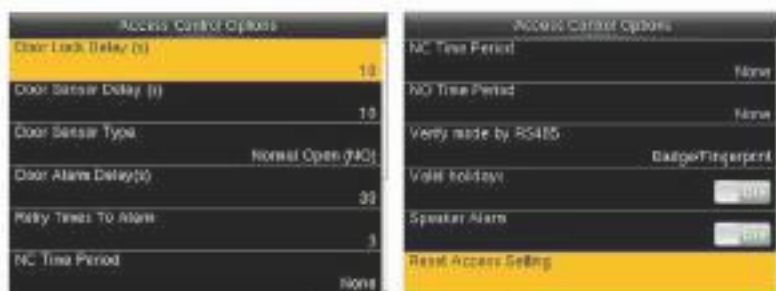 Access Control Options
Door Lock Delay (s)
10
Door Sensor Delay (s)
10
Door Sensor Type
Normal Open (NO)
Door Alarm Delay(s)
30
Retry Times To Alarm
3
NC Time Period
None
Access Control Options
NC Time Period
None
NO Time Period
None
Verify mode by RS485
Badge/Fingerprint
Valid holidays
Speaker Alarm
Reset Access Setting